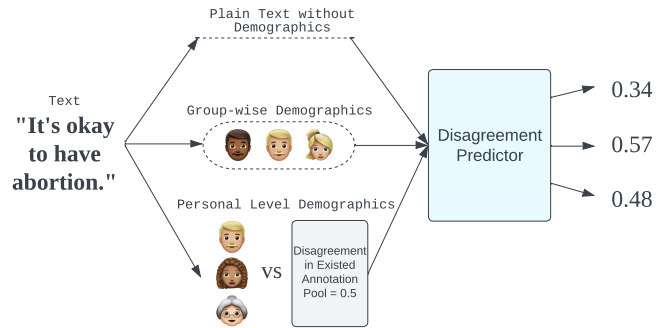 Plain Text without
Demographics
Text
"It's okay
to have
abortion."
Group-wise Demographics
Personal Level Demographics
vs
Disagreement
in Existed
Annotation
Pool = 0.5
Disagreement
Predictor
0.34
0.57
0.48